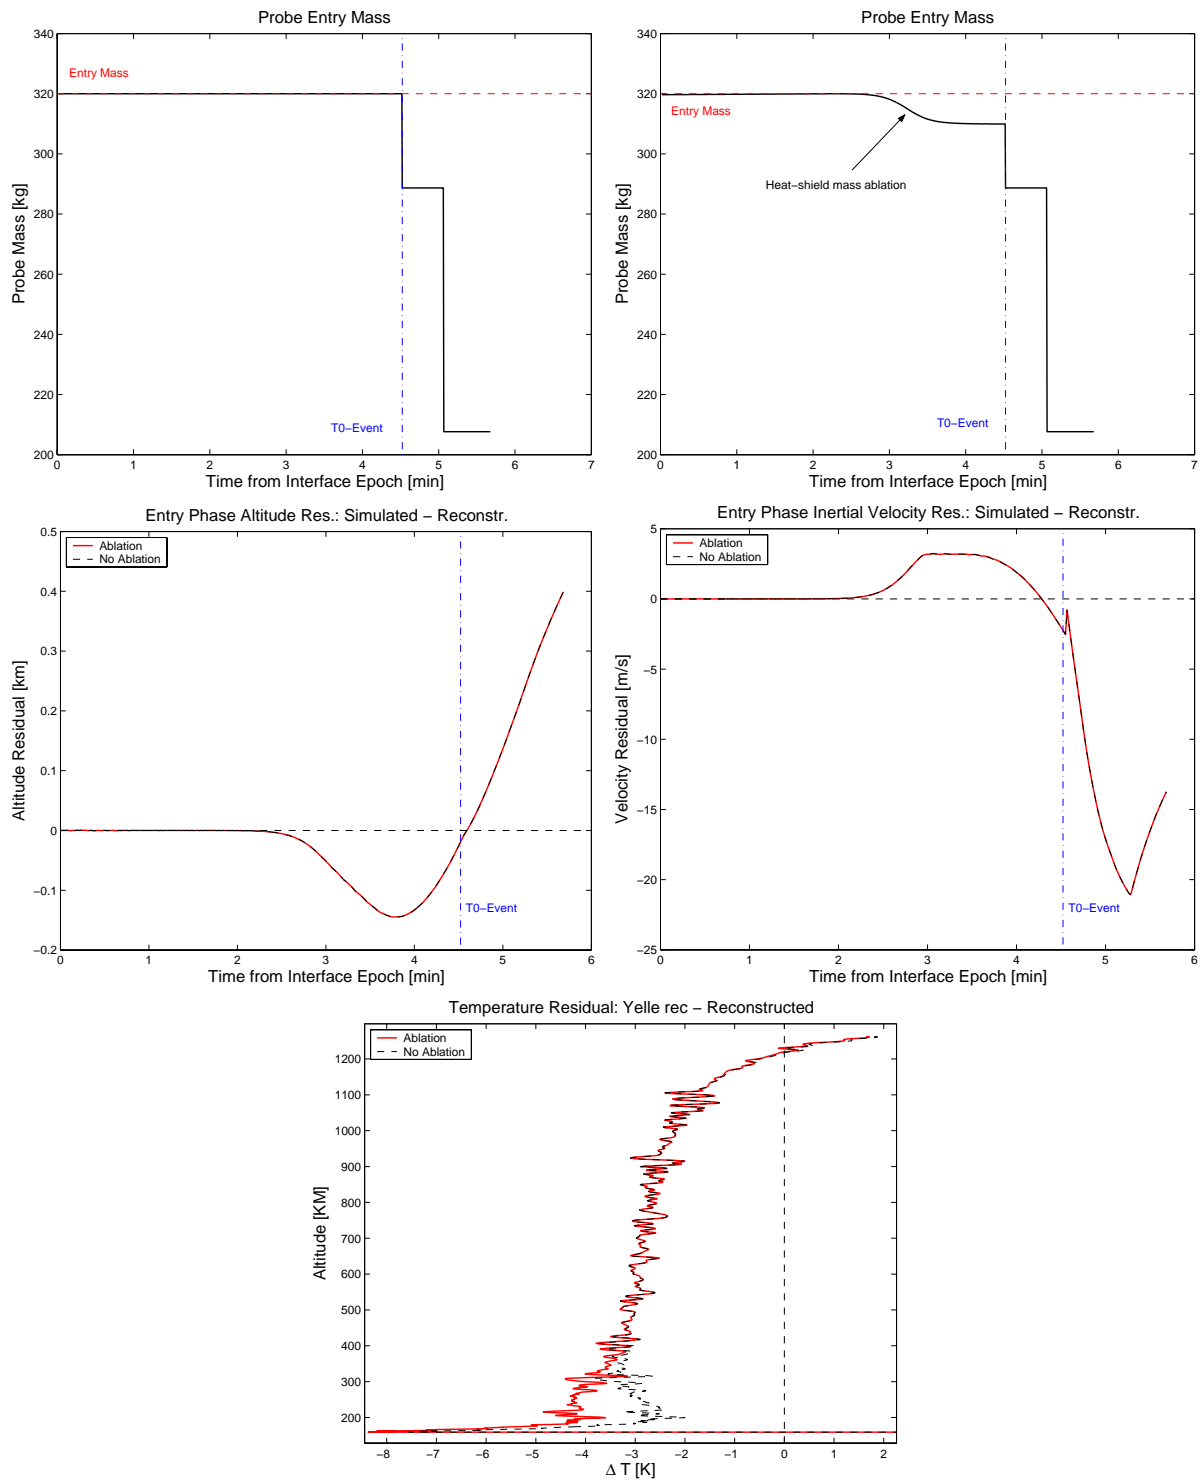 Probe Entry Mass
340
320
300
280
260
240
220
200
Probe Mass [kg]
Entry Mass
T0−Event
0 1 2 3 4 5 6 7
Time from Interface Epoch [min]
Probe Entry Mass
340
320
300
280
260
240
220
200
Probe Mass [kg]
Entry Mass
Heat−shield mass ablation
T0−Event
0 1 2 3 4 5 6 7
Time from Interface Epoch [min]
Entry Phase Altitude Res.: Simulated − Reconstr.
Ablation
No Ablation
0.5
0.4
0.3
0.2
0.1
0
−0.1
−0.2
Altitude Residual [km]
T0−Event
0 1 2 3 4 5 6
Time from Interface Epoch [min]
Entry Phase Inertial Velocity Res.: Simulated − Reconstr.
Ablation
No Ablation
5
0
−5
−10
−15
−20
−25
Velocity Residual [m/s]
T0−Event
0 1 2 3 4 5 6
Time from Interface Epoch [min]
Temperature Residual: Yelle rec − Reconstructed
Ablation
No Ablation
1200
1100
1000
900
800
700
600
500
400
300
200
Altitude [KM]
−8 −7 −6 −5 −4 −3 −2 −1 0 1 2
Δ T [K]